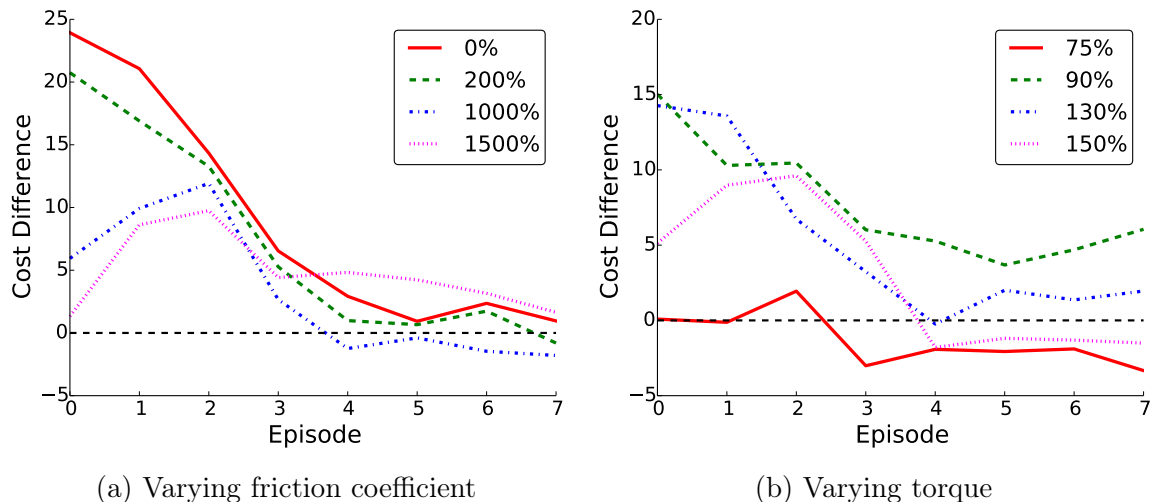 25
20
15
10
5
0
−5
Cost Difference
0 1 2 3 4 5 6 7
Episode
0%
200%
1000%
1500%
(a) Varying friction coefficient
20
15
10
5
0
−5
Cost Difference
0 1 2 3 4 5 6 7
Episode
75%
90%
130%
150%
(b) Varying torque